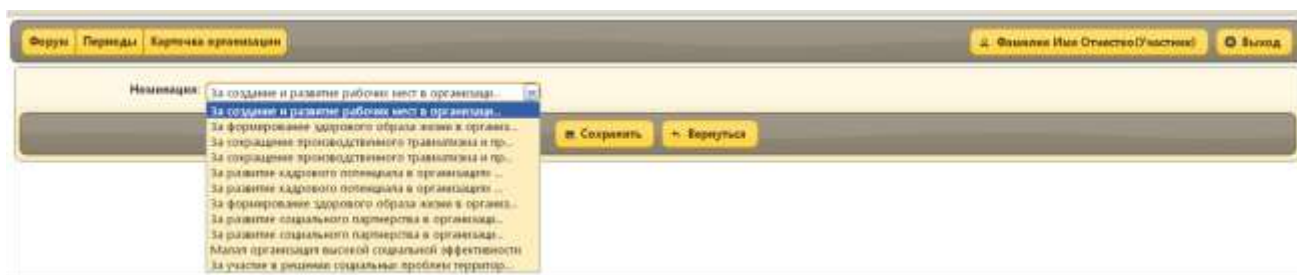 Форум Периоды Карточка организации Фамилия Имя Отчество(Участник) Выход
Номинация: За создание и развитие рабочих мест в организаци...
За создание и развитие рабочих мест в организаци...
За формирование здорового образа жизни в организ...
За сокращение производственного травматизма и пр...
За сокращение производственного травматизма и пр...
За развитие кадрового потенциала в организациях ...
За развитие кадрового потенциала в организациях ...
За формирование здорового образа жизни в организ...
За развитие социального партнерства в организаци...
За развитие социального партнерства в организаци...
Малая организация высокой социальной эффективности
За участие в решении социальных проблем территор...
Сохранить Вернуться